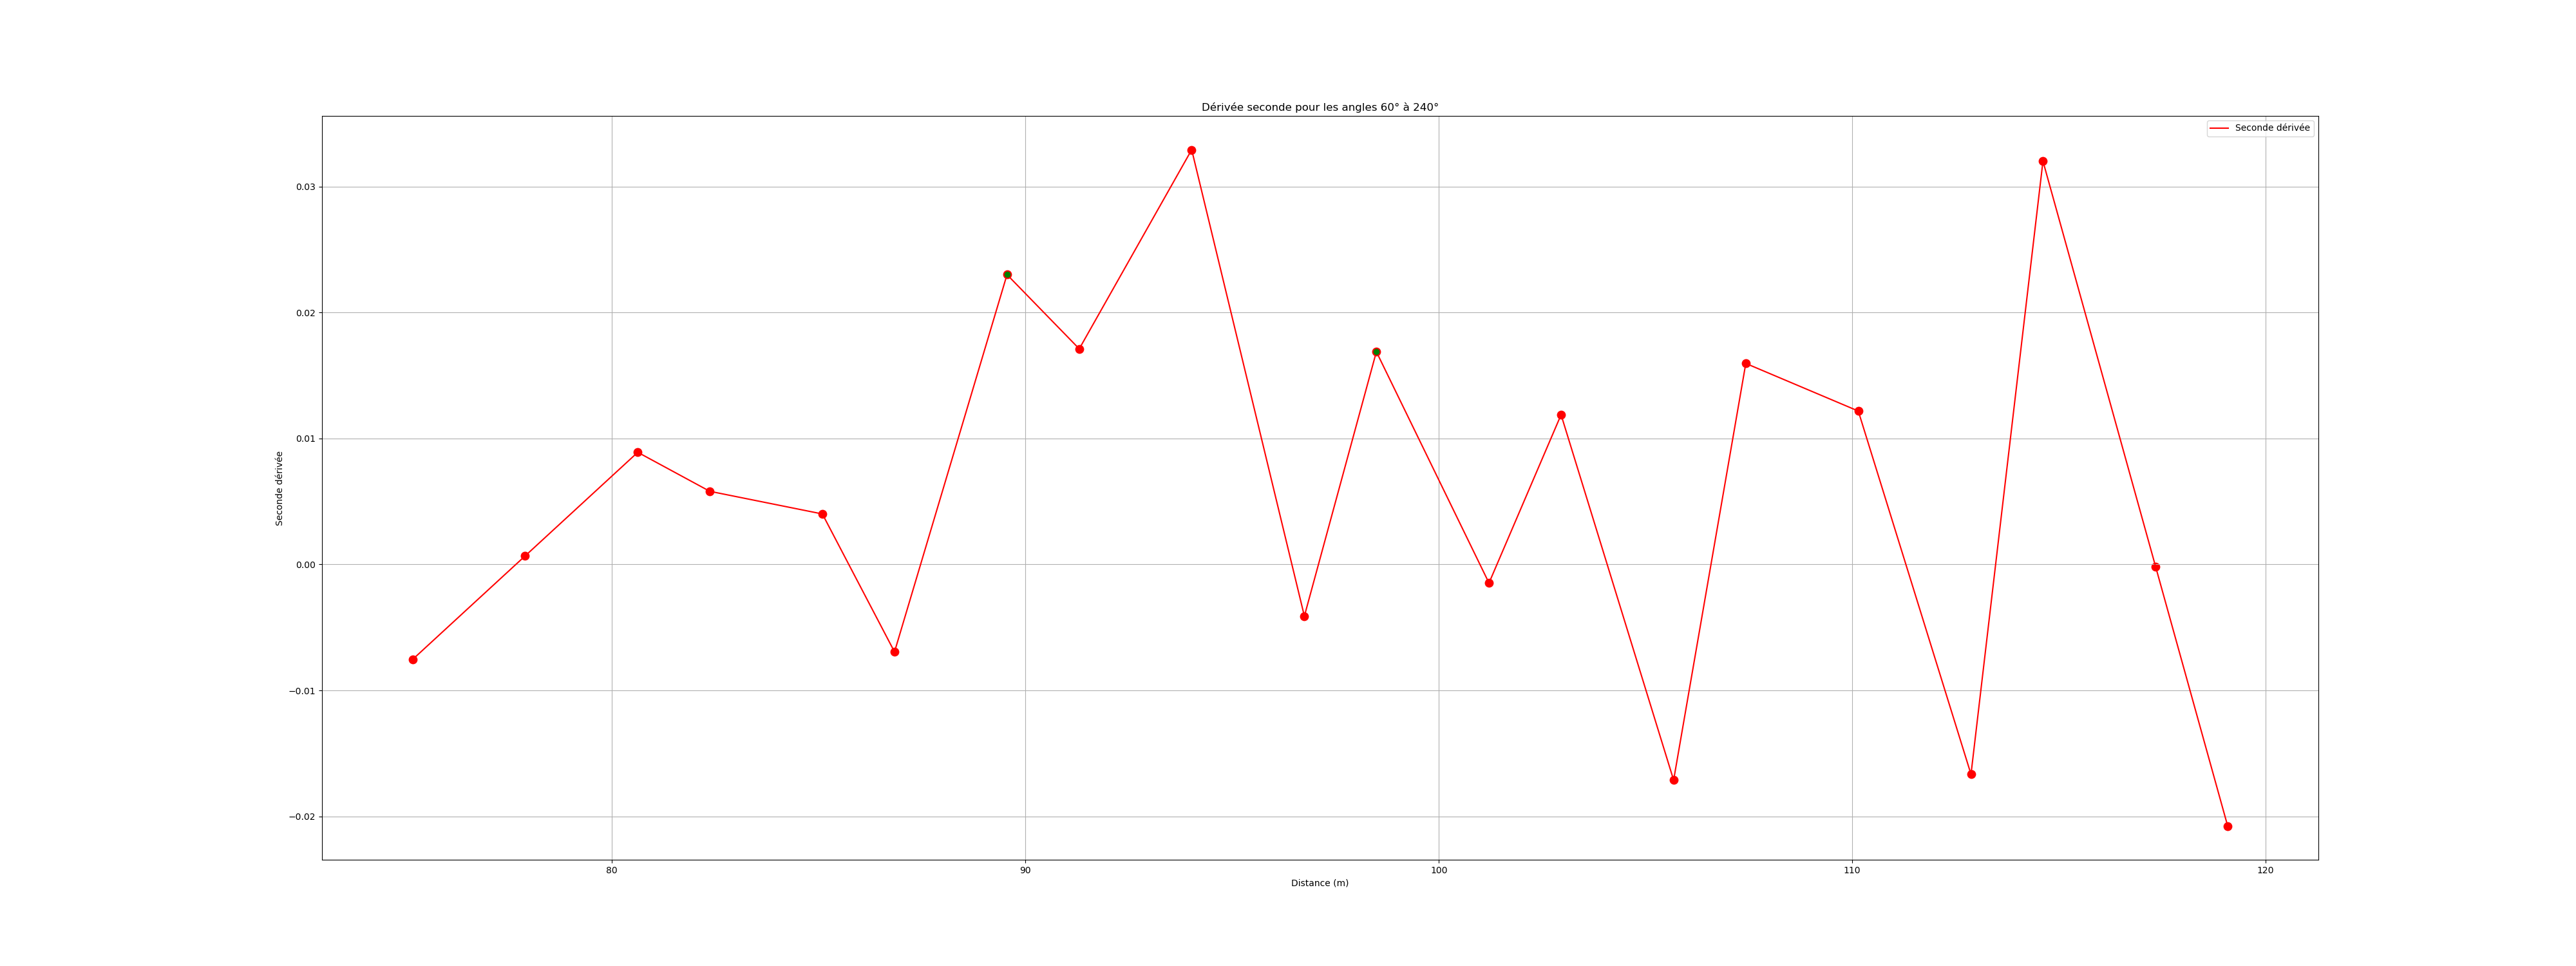 Dérivée seconde pour les angles 60° à 240°
Seconde dérivée
0.03
0.02
0.01
0.00
−0.01
−0.02
Seconde dérivée
80
90
100
110
120
Distance (m)